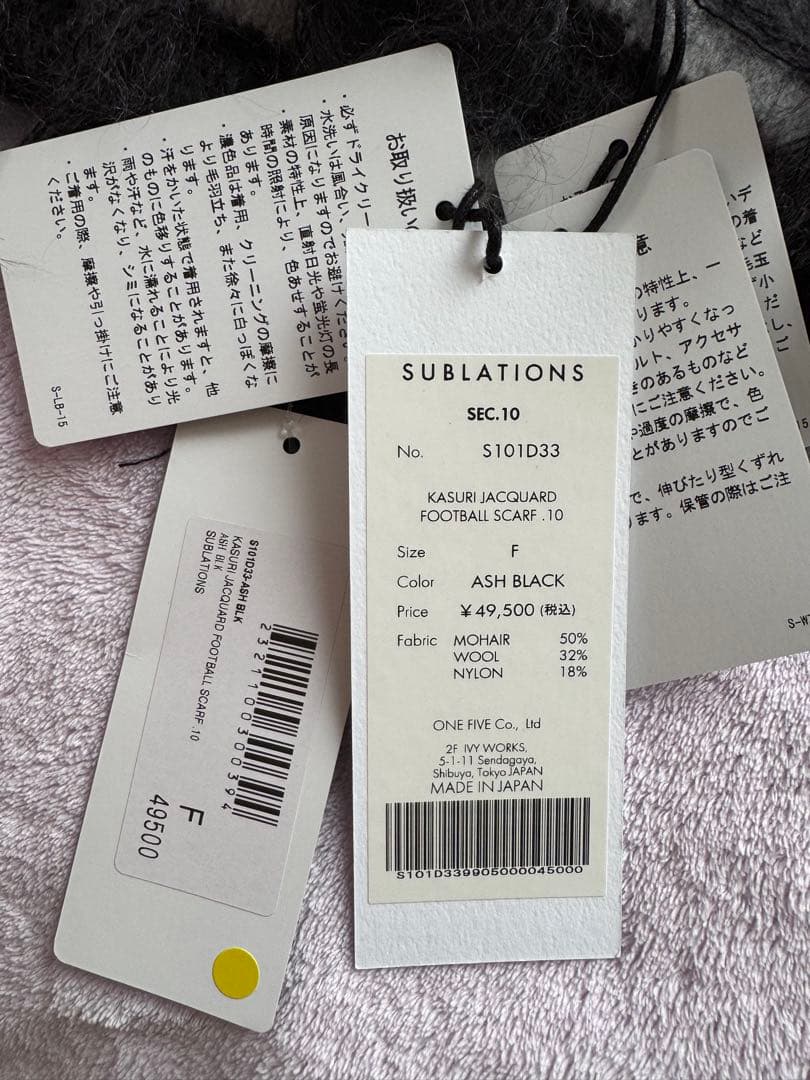 SUBLATIONS
SEC.10
No. S101D33
KASURI JACQUARD
FOOTBALL SCARF .10
Size F
Color ASH BLACK
Price ¥49,500 (税込)
Fabric MOHAIR 50%
WOOL 32%
NYLON 18%
ONE FIVE Co., Ltd
2F IVY WORKS,
5-1-11 Sendagaya,
Shibuya, Tokyo JAPAN
MADE IN JAPAN
S101D339905000045000
お取り扱い
・必ずドライクリー
・水洗いは風合い、
原因になりますのでお避けください。
・素材の特性上、直射日光や蛍光灯の長
時間の照射により、色あせすることが
あります。
・濃色品は着用、クリーニングの摩擦に
より毛羽立ち、また徐々に白っぽくな
ります。
・汗をかいた状態で着用されますと、他
のものに色移りすることがあります。
・雨や汗など、水に濡れることにより光
沢がなくなり、シミになることがあり
ます。
・ご着用の際、摩擦や引っ掛けにご注意
ください。
S-LB-15
S101D33-ASH BLK
KASURI JACQUARD FOOTBALL SCARF .10
ASH BLK
SUBLATIONS
2321100300394
F
49500
意
の特性上、一
ります。
かりやすくなっ
ルト、アクセサ
きのあるものなど
にご注意ください。
や過度の摩擦で、色
とがありますのでご
で、伸びたり型くずれ
ます。保管の際はご注
S-W